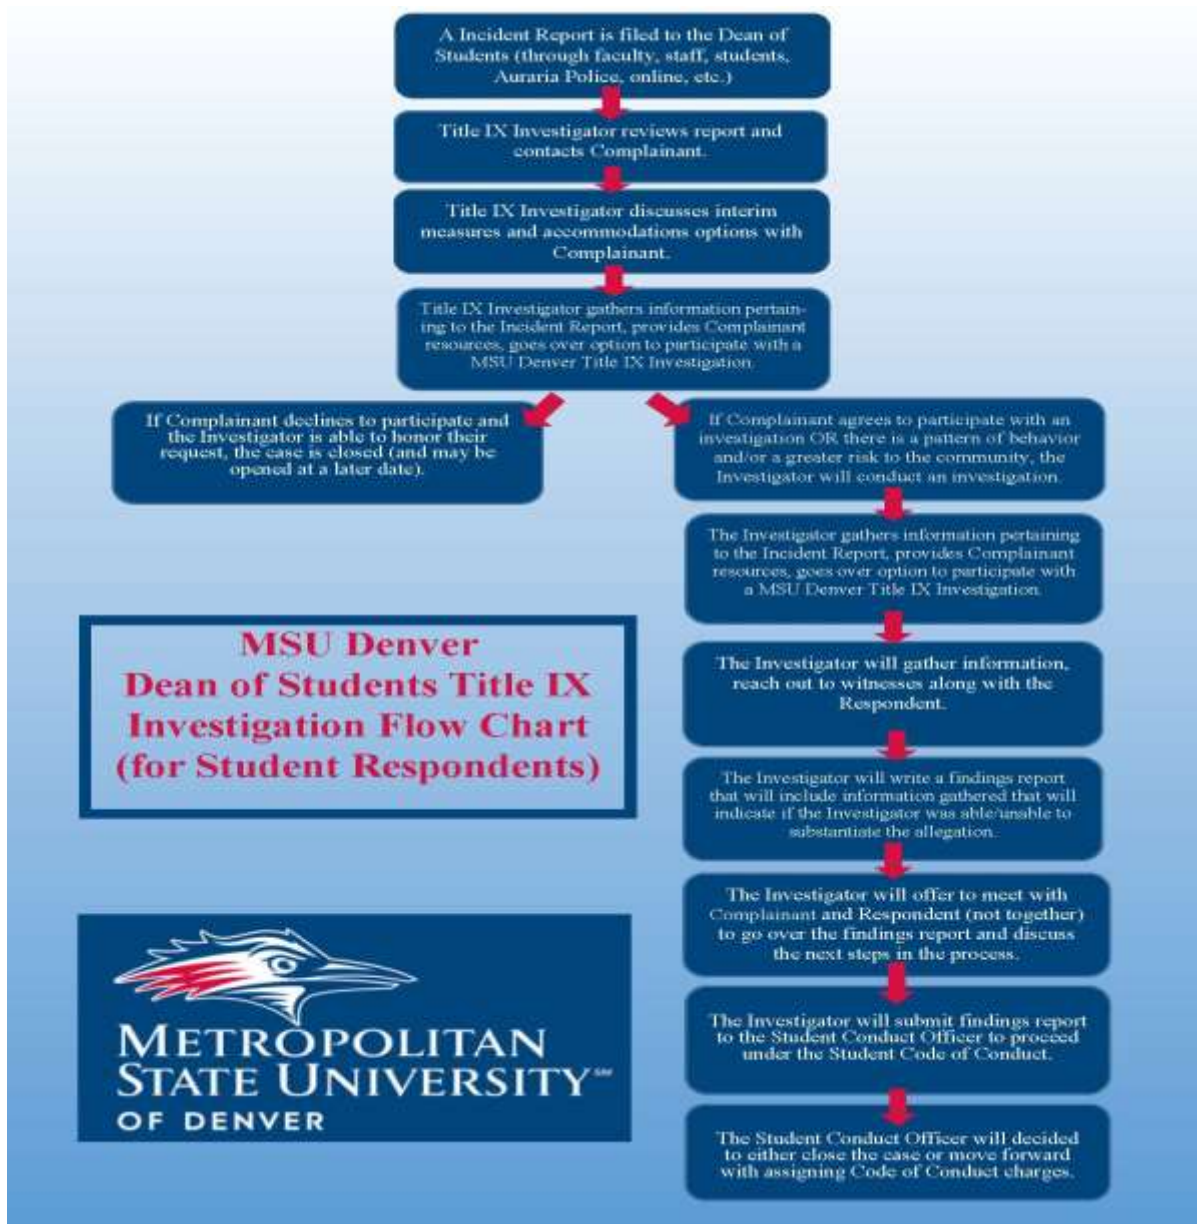 A Incident Report is filed to the Dean of
Students (through faculty, staff, students,
Auraria Police, online, etc.)
Title IX Investigator reviews report and
contacts Complainant.
Title IX Investigator discusses interim
measures and accommodations options with
Complainant.
Title IX Investigator gathers information pertain-
ing to the Incident Report, provides Complainant
resources, goes over option to participate with a
MSU Denver Title IX Investigation.
If Complainant declines to participate and
the Investigator is able to honor their
request, the case is closed (and may be
opened at a later date).
If Complainant agrees to participate with an
investigation OR there is a pattern of behavior
and/or a greater risk to the community, the
Investigator will conduct an investigation.
The Investigator gathers information pertaining
to the Incident Report, provides Complainant
resources, goes over option to participate with
a MSU Denver Title IX Investigation.
The Investigator will gather information,
reach out to witnesses along with the
Respondent.
The Investigator will write a findings report
that will include information gathered that will
indicate if the Investigator was able/unable to
substantiate the allegation.
The Investigator will offer to meet with
Complainant and Respondent (not together)
to go over the findings report and discuss
the next steps in the process.
The Investigator will submit findings report
to the Student Conduct Officer to proceed
under the Student Code of Conduct.
The Student Conduct Officer will decided
to either close the case or move forward
with assigning Code of Conduct charges.
MSU Denver
Dean of Students Title IX
Investigation Flow Chart
(for Student Respondents)
METROPOLITAN
STATE UNIVERSITY℠
OF DENVER